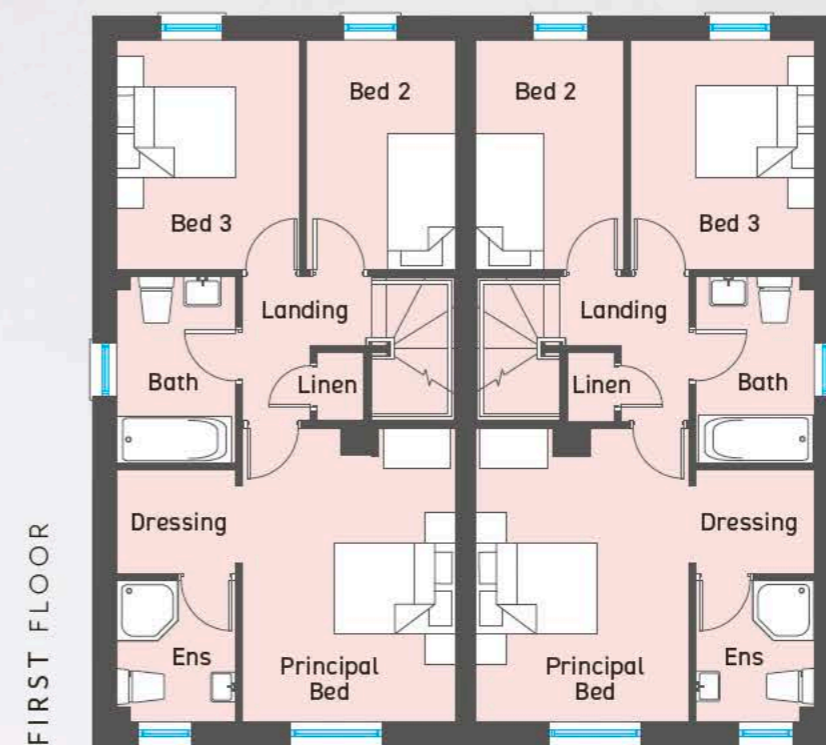 Bed 2
Bed 2
Bed 3
Bed 3
Landing
Landing
Bath
Linen
Linen
Bath
Dressing
Dressing
Ens
Principal
Bed
Principal
Bed
Ens
FIRST FLOOR